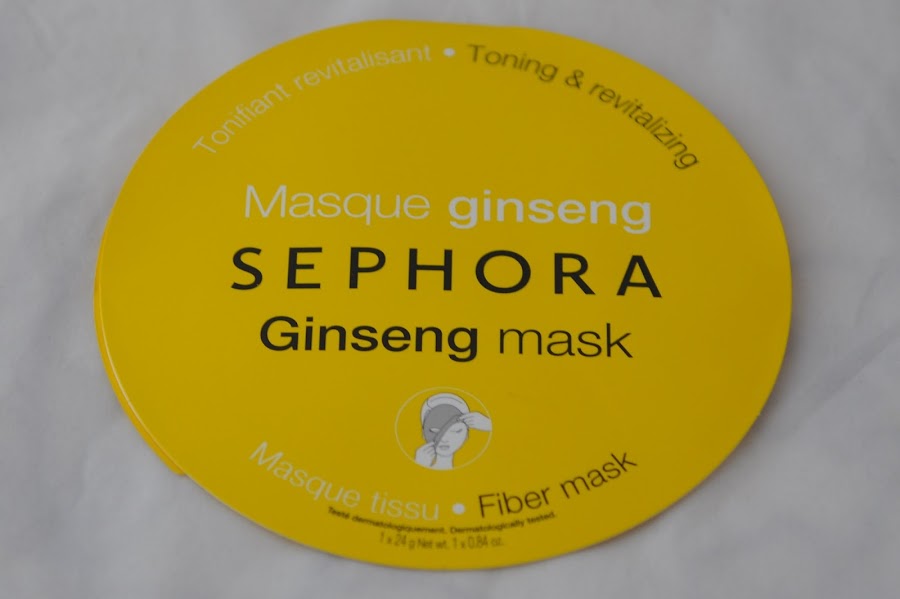 Tonifiant revitalisant • Toning & revitalizing
Masque ginseng
SEPHORA
Ginseng mask
Masque tissu • Fiber mask
Testé dermatologiquement. Dermatologically tested.
1 x 24 g Net wt. 1 x 0.84 oz.